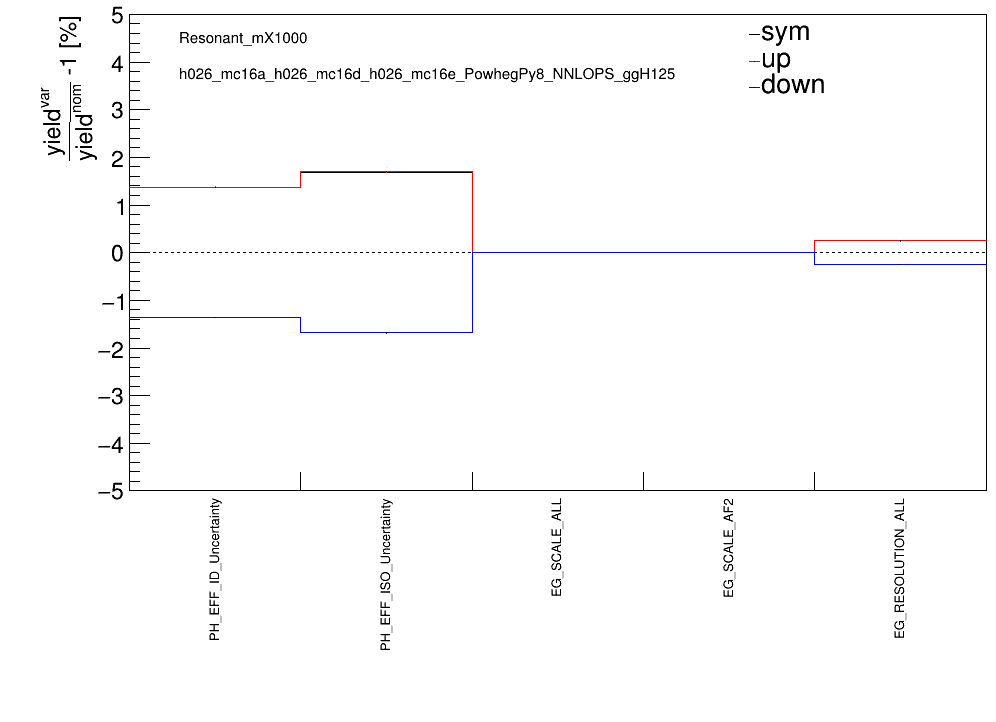 yield^var
yield^nom
-1 [%]
5
4
3
2
1
0
−1
−2
−3
−4
−5
Resonant_mX1000
h026_mc16a_h026_mc16d_h026_mc16e_PowhegPy8_NNLOPS_ggH125
sym
up
down
PH_EFF_ID_Uncertainty
PH_EFF_ISO_Uncertainty
EG_SCALE_ALL
EG_SCALE_AF2
EG_RESOLUTION_ALL